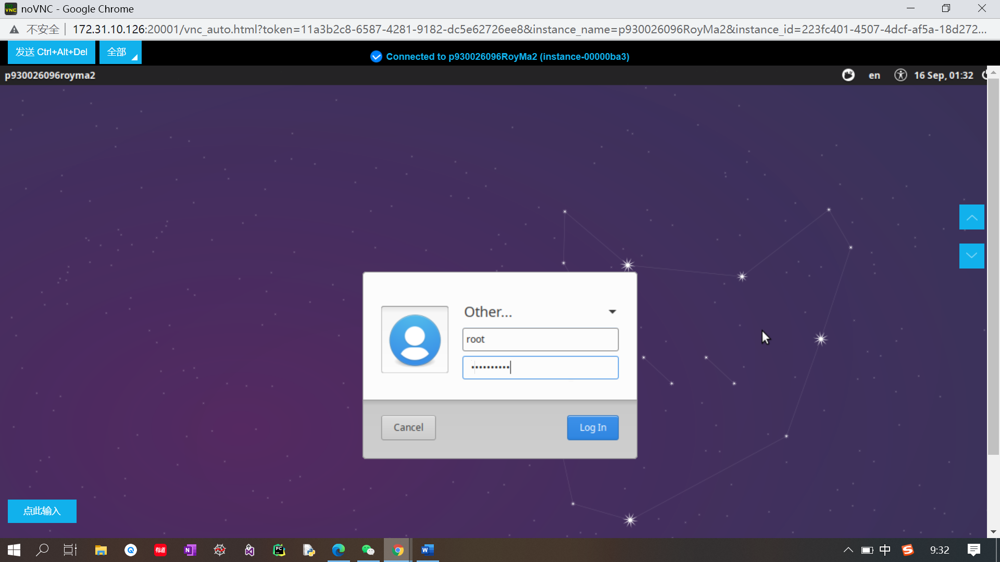 noVNC - Google Chrome
不安全 172.31.10.126:20001/vnc_auto.html?token=11a3b2c8-6587-4281-9182-dc5e62726ee8&instance_name=p930026096RoyMa2&instance_id=223fc401-4507-4dcf-af5a-18d272...
发送 Ctrl+Alt+Del 全部
Connected to p930026096RoyMa2 (instance-00000ba3)
p930026096royma2 en 16 Sep, 01:32
Other...
root
Cancel Log In
点此输入
有道 N PC W 中 S 9:32